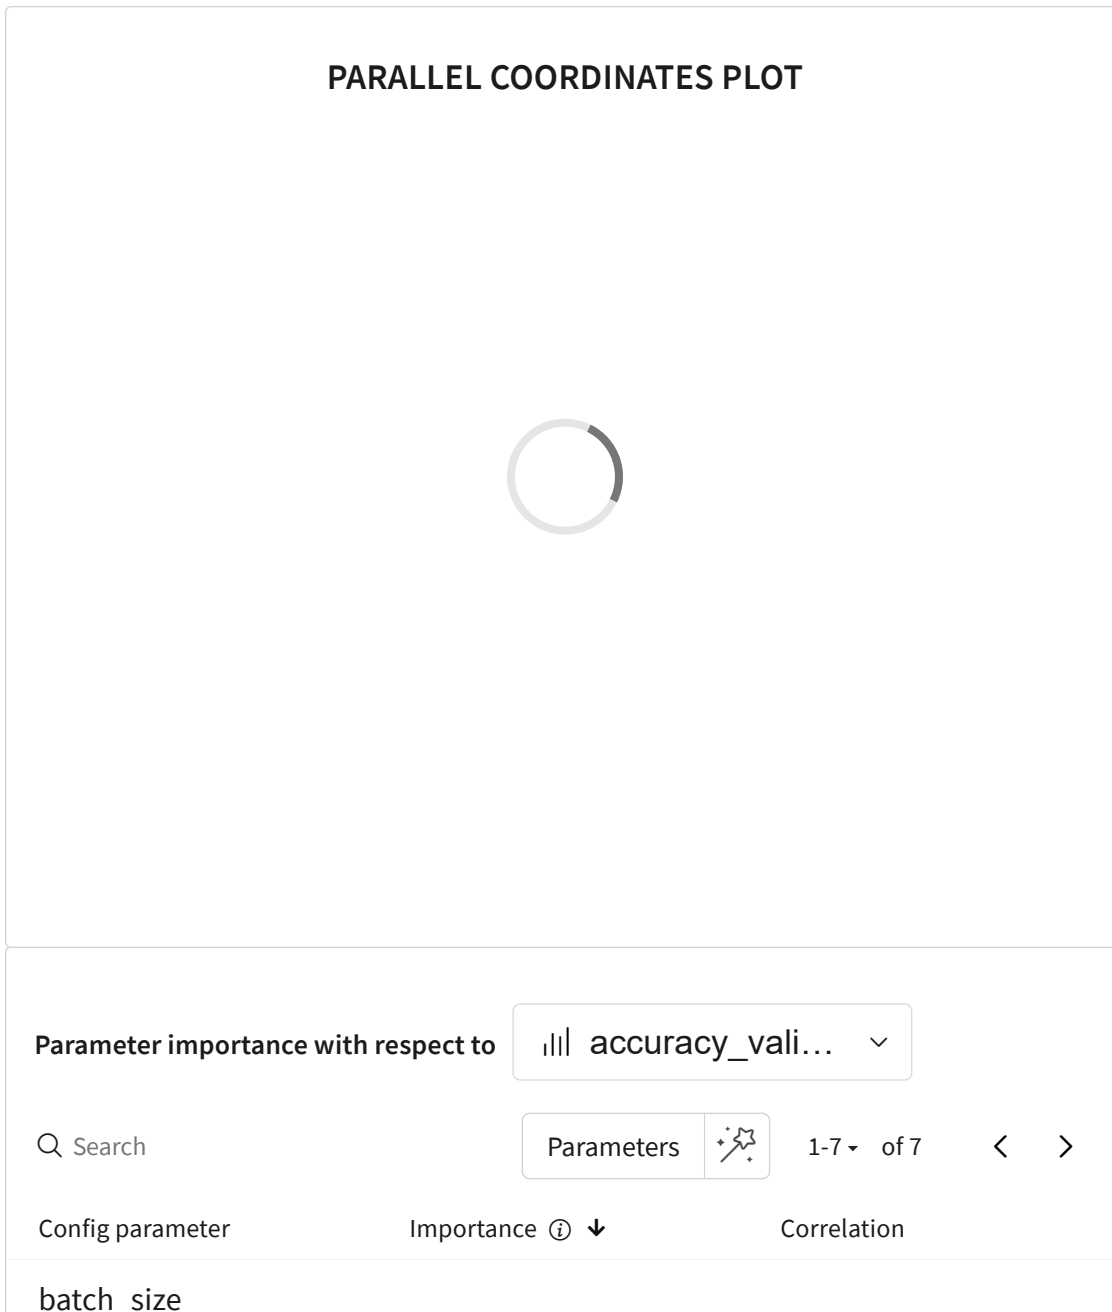 PARALLEL COORDINATES PLOT
Parameter importance with respect to accuracy_vali...
Search Parameters 1-7 of 7
Config parameter Importance Correlation
batch_size